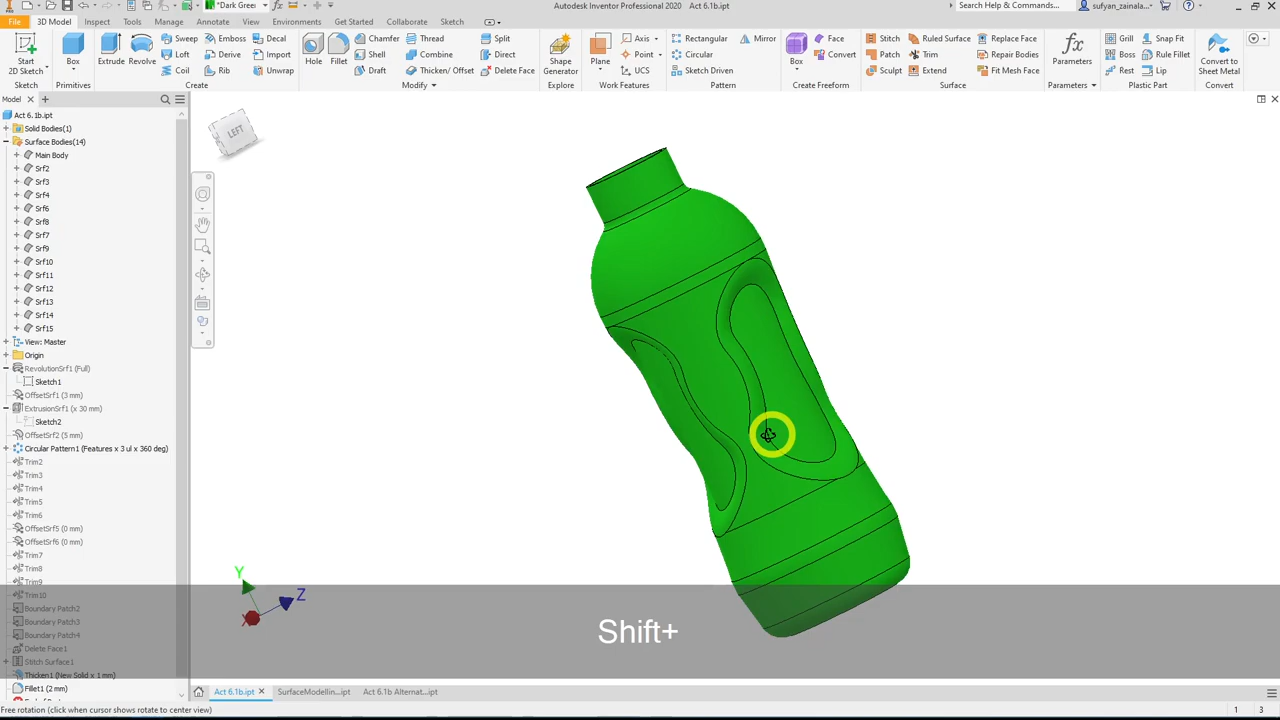 *Dark Gree
Autodesk Inventor Professional 2020 Act 6.1b.ipt
Search Help & Commands...
sufyan_zainala...
File 3D Model Inspect Tools Manage Annotate View Environments Get Started Collaborate Sketch
Start
2D Sketch
Sketch
Box
Primitives
Extrude
Revolve
Sweep
Loft
Coil
Emboss
Derive
Rib
Decal
Import
Unwrap
Create
Hole
Fillet
Chamfer
Shell
Draft
Thread
Combine
Thicken/ Offset
Split
Direct
Delete Face
Modify
Shape
Generator
Explore
Plane
Axis
Point
UCS
Work Features
Rectangular
Circular
Sketch Driven
Mirror
Pattern
Box
Face
Convert
Create Freeform
Stitch
Patch
Sculpt
Ruled Surface
Trim
Extend
Replace Face
Repair Bodies
Fit Mesh Face
Surface
Parameters
Parameters
Grill
Boss
Rest
Snap Fit
Rule Fillet
Lip
Plastic Part
Convert to
Sheet Metal
Convert
Model
Act 6.1b.ipt
Solid Bodies(1)
Surface Bodies(14)
Main Body
Srf2
Srf3
Srf4
Srf6
Srf8
Srf7
Srf9
Srf10
Srf11
Srf12
Srf13
Srf14
Srf15
View: Master
Origin
RevolutionSrf1 (Full)
Sketch1
OffsetSrf1 (3 mm)
ExtrusionSrf1 (x 30 mm)
Sketch2
OffsetSrf2 (5 mm)
Circular Pattern1 (Features x 3 ul x 360 deg)
Trim2
Trim3
Trim4
Trim5
Trim6
OffsetSrf5 (0 mm)
OffsetSrf6 (0 mm)
Trim7
Trim8
Trim9
Trim10
Boundary Patch2
Boundary Patch3
Boundary Patch4
Delete Face1
Stitch Surface1
Thicken1 (New Solid x 1 mm)
Fillet1 (2 mm)
LEFT
Y
Z
X
Shift+
Act 6.1b.ipt
SurfaceModellin...ipt
Act 6.1b Alternat....ipt
Free rotation (click when cursor shows rotate to center view)
1 3